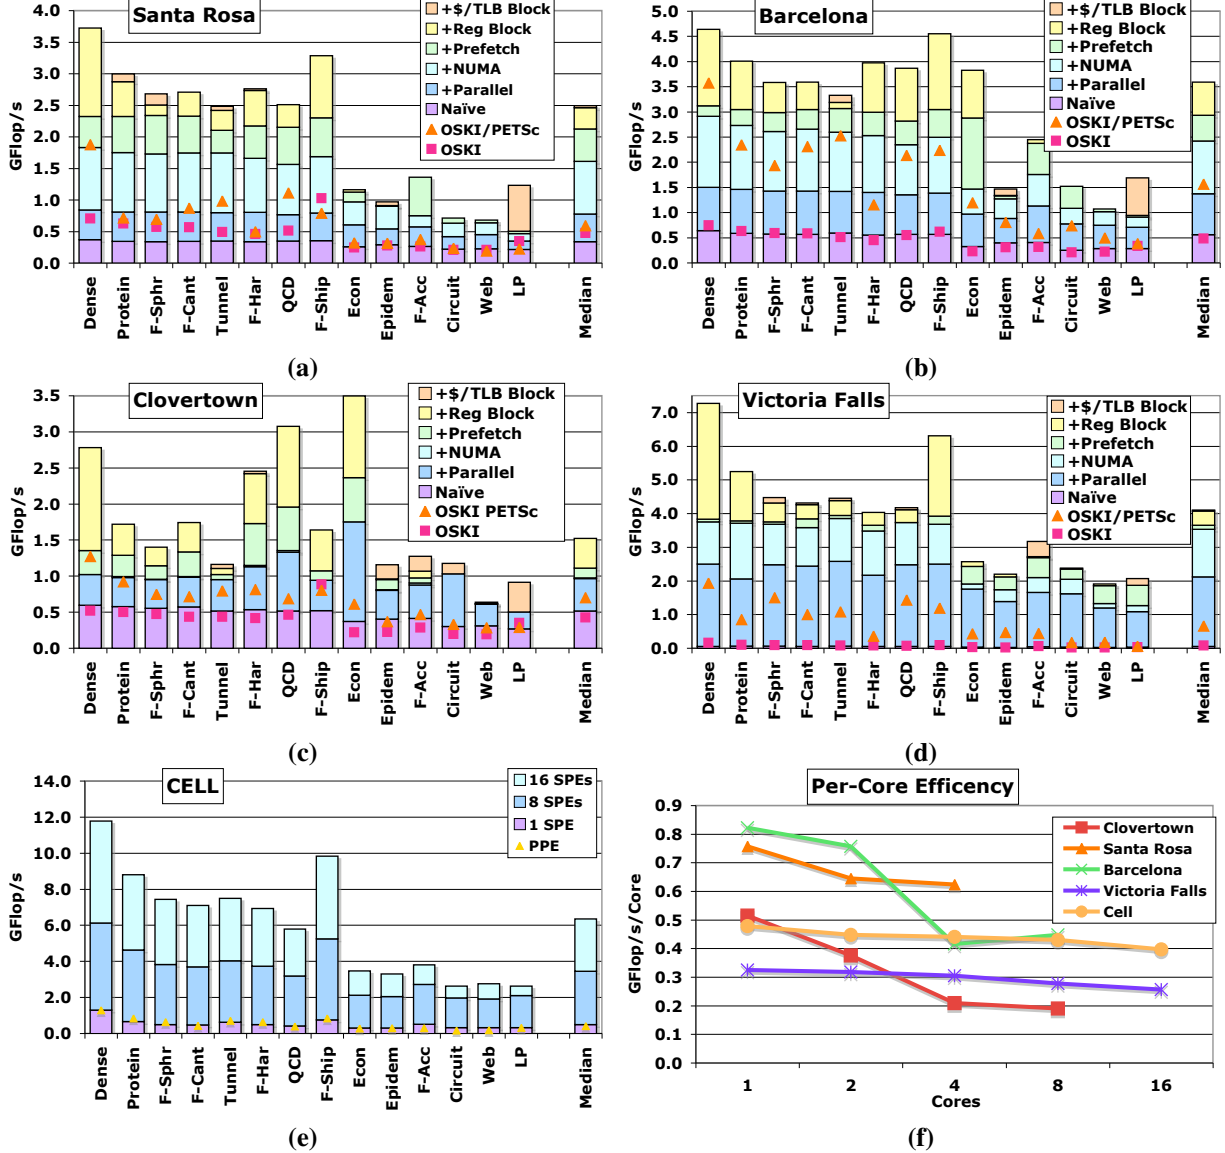 Santa Rosa
GFlop/s
4.0
3.5
3.0
2.5
2.0
1.5
1.0
0.5
0.0
+$/TLB Block
+Reg Block
+Prefetch
+NUMA
+Parallel
Naïve
OSKI/PETSc
OSKI
Dense
Protein
F-Sphr
F-Cant
Tunnel
F-Har
QCD
F-Ship
Econ
Epidem
F-Acc
Circuit
Web
LP
Median
(a)
Barcelona
GFlop/s
5.0
4.5
4.0
3.5
3.0
2.5
2.0
1.5
1.0
0.5
0.0
+$/TLB Block
+Reg Block
+Prefetch
+NUMA
+Parallel
Naïve
OSKI/PETSc
OSKI
Dense
Protein
F-Sphr
F-Cant
Tunnel
F-Har
QCD
F-Ship
Econ
Epidem
F-Acc
Circuit
Web
LP
Median
(b)
Clovertown
GFlop/s
3.5
3.0
2.5
2.0
1.5
1.0
0.5
0.0
+$/TLB Block
+Reg Block
+Prefetch
+NUMA
+Parallel
Naïve
OSKI PETSc
OSKI
Dense
Protein
F-Sphr
F-Cant
Tunnel
F-Har
QCD
F-Ship
Econ
Epidem
F-Acc
Circuit
Web
LP
Median
(c)
Victoria Falls
GFlop/s
7.0
6.0
5.0
4.0
3.0
2.0
1.0
0.0
+$/TLB Block
+Reg Block
+Prefetch
+NUMA
+Parallel
Naïve
OSKI/PETSc
OSKI
Dense
Protein
F-Sphr
F-Cant
Tunnel
F-Har
QCD
F-Ship
Econ
Epidem
F-Acc
Circuit
Web
LP
Median
(d)
CELL
GFlop/s
14.0
12.0
10.0
8.0
6.0
4.0
2.0
0.0
16 SPEs
8 SPEs
1 SPE
PPE
Dense
Protein
F-Sphr
F-Cant
Tunnel
F-Har
QCD
F-Ship
Econ
Epidem
F-Acc
Circuit
Web
LP
Median
(e)
Per-Core Efficency
GFlop/s/Core
0.9
0.8
0.7
0.6
0.5
0.4
0.3
0.2
0.1
0.0
Clovertown
Santa Rosa
Barcelona
Victoria Falls
Cell
1 2 4 8 16
Cores
(f)